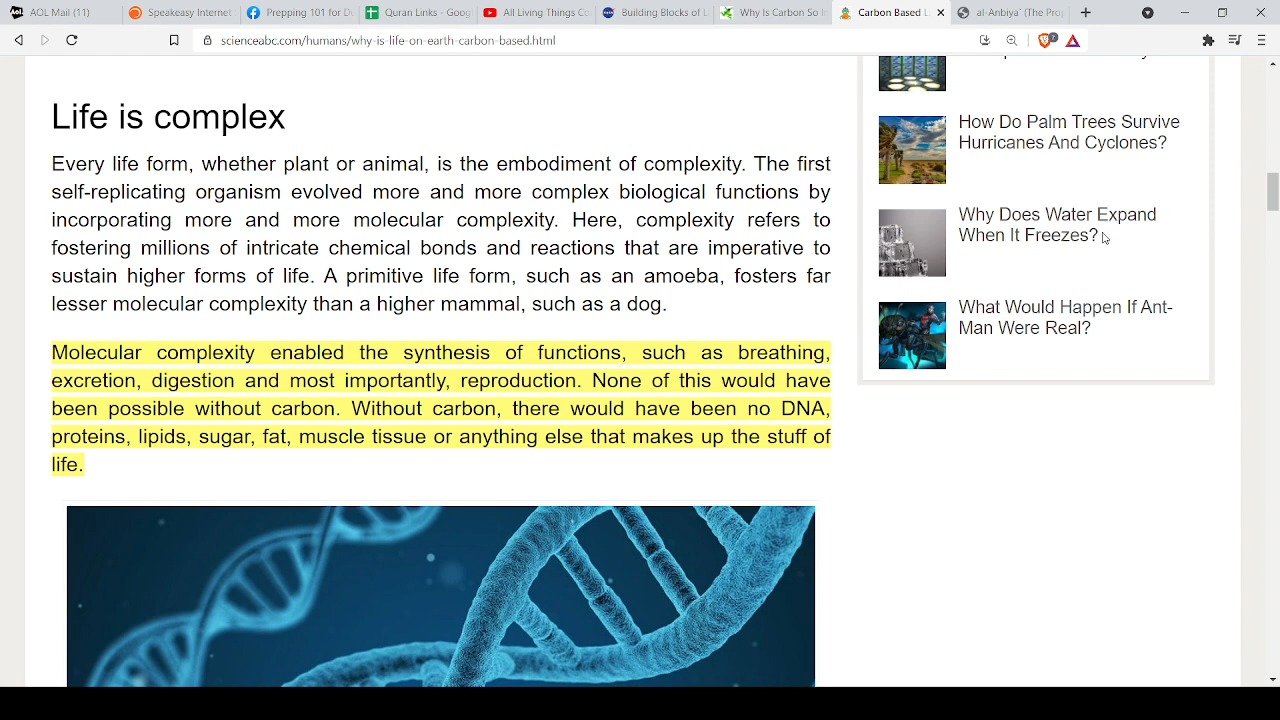 AOL Mail (11)
Speakeasy Internet
Prepping 101 for Du
Quran Links - Goog
All Living Things Co
Building Blocks of L
Why Is Carbon So I
Carbon Based L
al-Anbiya` (The Prop
scienceabc.com/humans/why-is-life-on-earth-carbon-based.html
7
Life is complex
Every life form, whether plant or animal, is the embodiment of complexity. The first
self-replicating organism evolved more and more complex biological functions by
incorporating more and more molecular complexity. Here, complexity refers to
fostering millions of intricate chemical bonds and reactions that are imperative to
sustain higher forms of life. A primitive life form, such as an amoeba, fosters far
lesser molecular complexity than a higher mammal, such as a dog.
Molecular complexity enabled the synthesis of functions, such as breathing,
excretion, digestion and most importantly, reproduction. None of this would have
been possible without carbon. Without carbon, there would have been no DNA,
proteins, lipids, sugar, fat, muscle tissue or anything else that makes up the stuff of
life.
How Do Palm Trees Survive
Hurricanes And Cyclones?
Why Does Water Expand
When It Freezes?
What Would Happen If Ant-
Man Were Real?